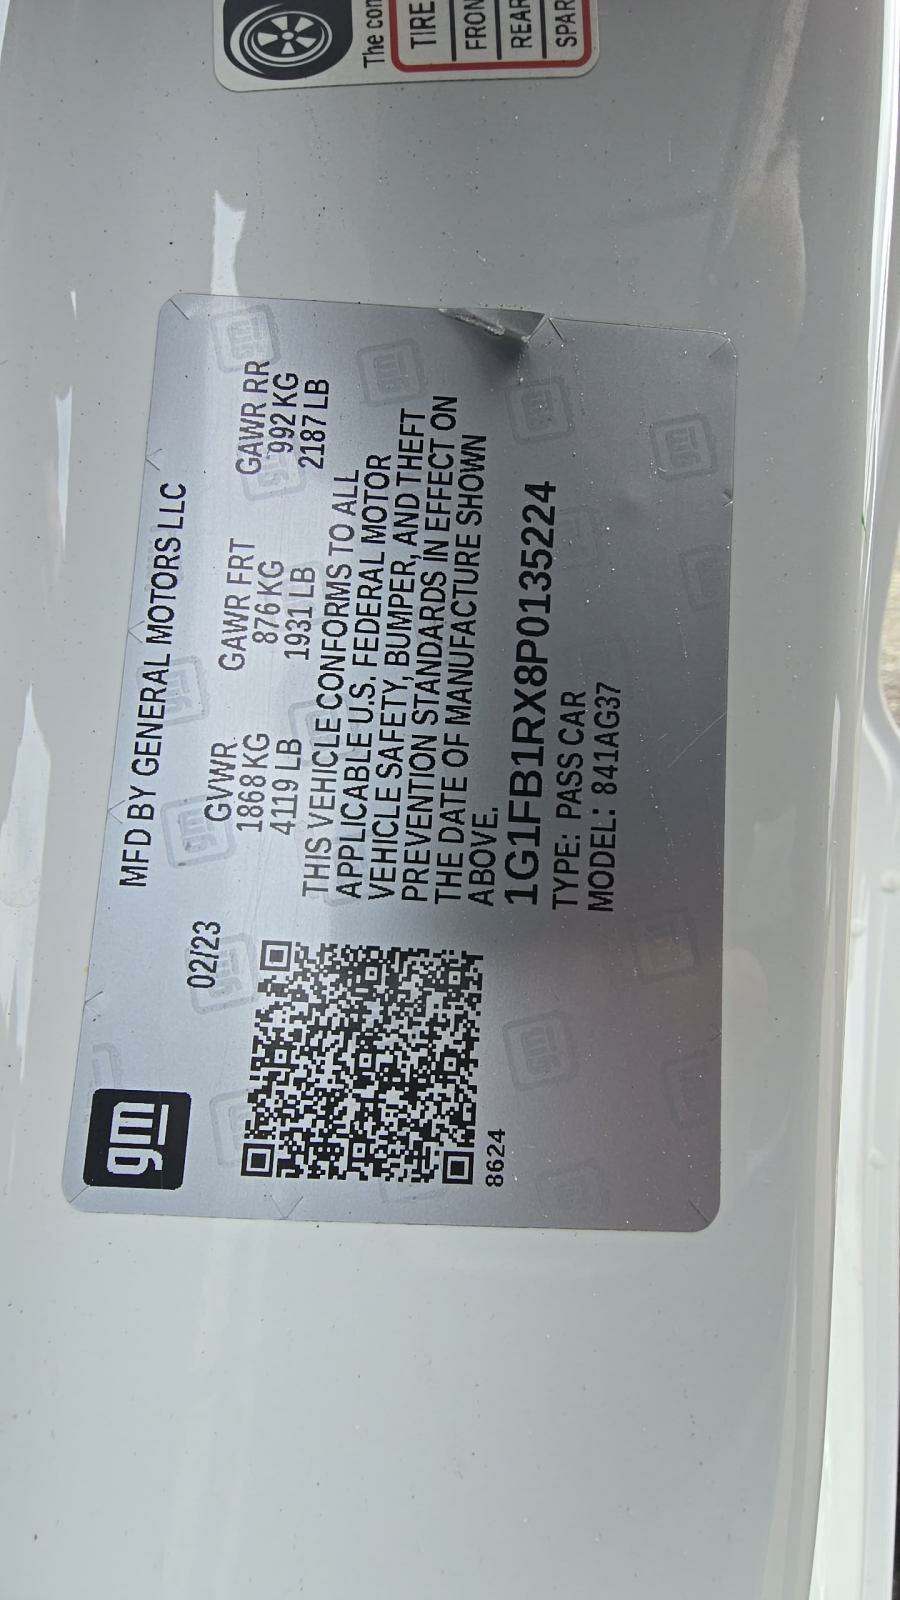 The con
TIRE
FRON
REAR
SPAR
gm
MFD BY GENERAL MOTORS LLC
02/23
GVWR GAWR FRT GAWR RR
1868 KG 876 KG 992 KG
4119 LB 1931 LB 2187 LB
THIS VEHICLE CONFORMS TO ALL
APPLICABLE U.S. FEDERAL MOTOR
VEHICLE SAFETY, BUMPER, AND THEFT
PREVENTION STANDARDS IN EFFECT ON
THE DATE OF MANUFACTURE SHOWN
ABOVE.
1G1FB1RX8P0135224
TYPE: PASS CAR
MODEL: 841AG37
8624